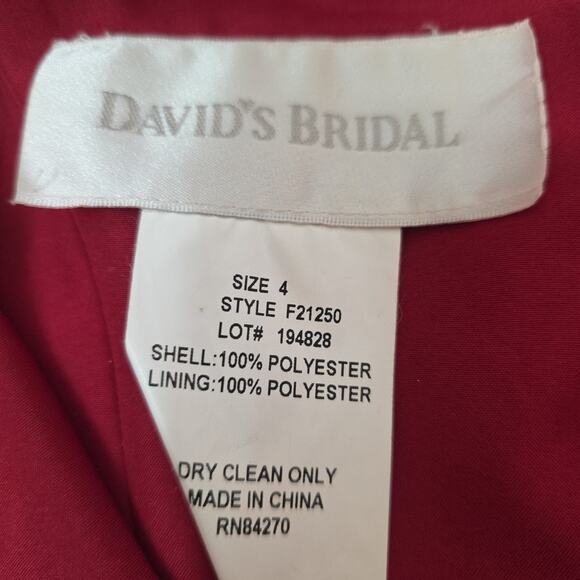 DAVID'S BRIDAL
SIZE 4
STYLE F21250
LOT# 194828
SHELL:100% POLYESTER
LINING:100% POLYESTER
DRY CLEAN ONLY
MADE IN CHINA
RN84270